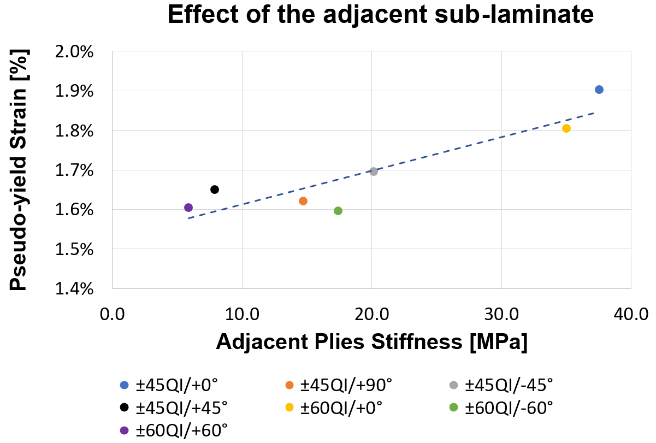 Effect of the adjacent sub-laminate
Pseudo-yield Strain [%]
2.0%
1.9%
1.8%
1.7%
1.6%
1.5%
1.4%
0.0 10.0 20.0 30.0 40.0
Adjacent Plies Stiffness [MPa]
±45QI/+0° ±45QI/+90° ±45QI/-45°
±45QI/+45° ±60QI/+0° ±60QI/-60°
±60QI/+60°